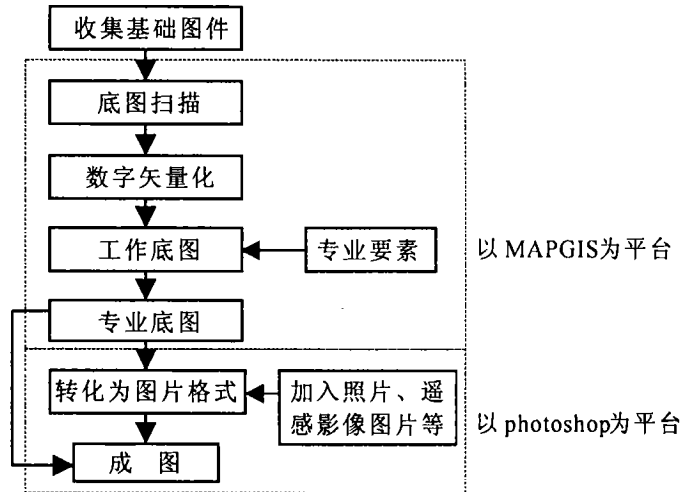 收集基础图件
底图扫描
数字矢量化
工作底图
专业要素
以 MAPGIS为平台
专业底图
转化为图片格式
加入照片、遥
感影像图片等
以 photoshop为平台
成 图